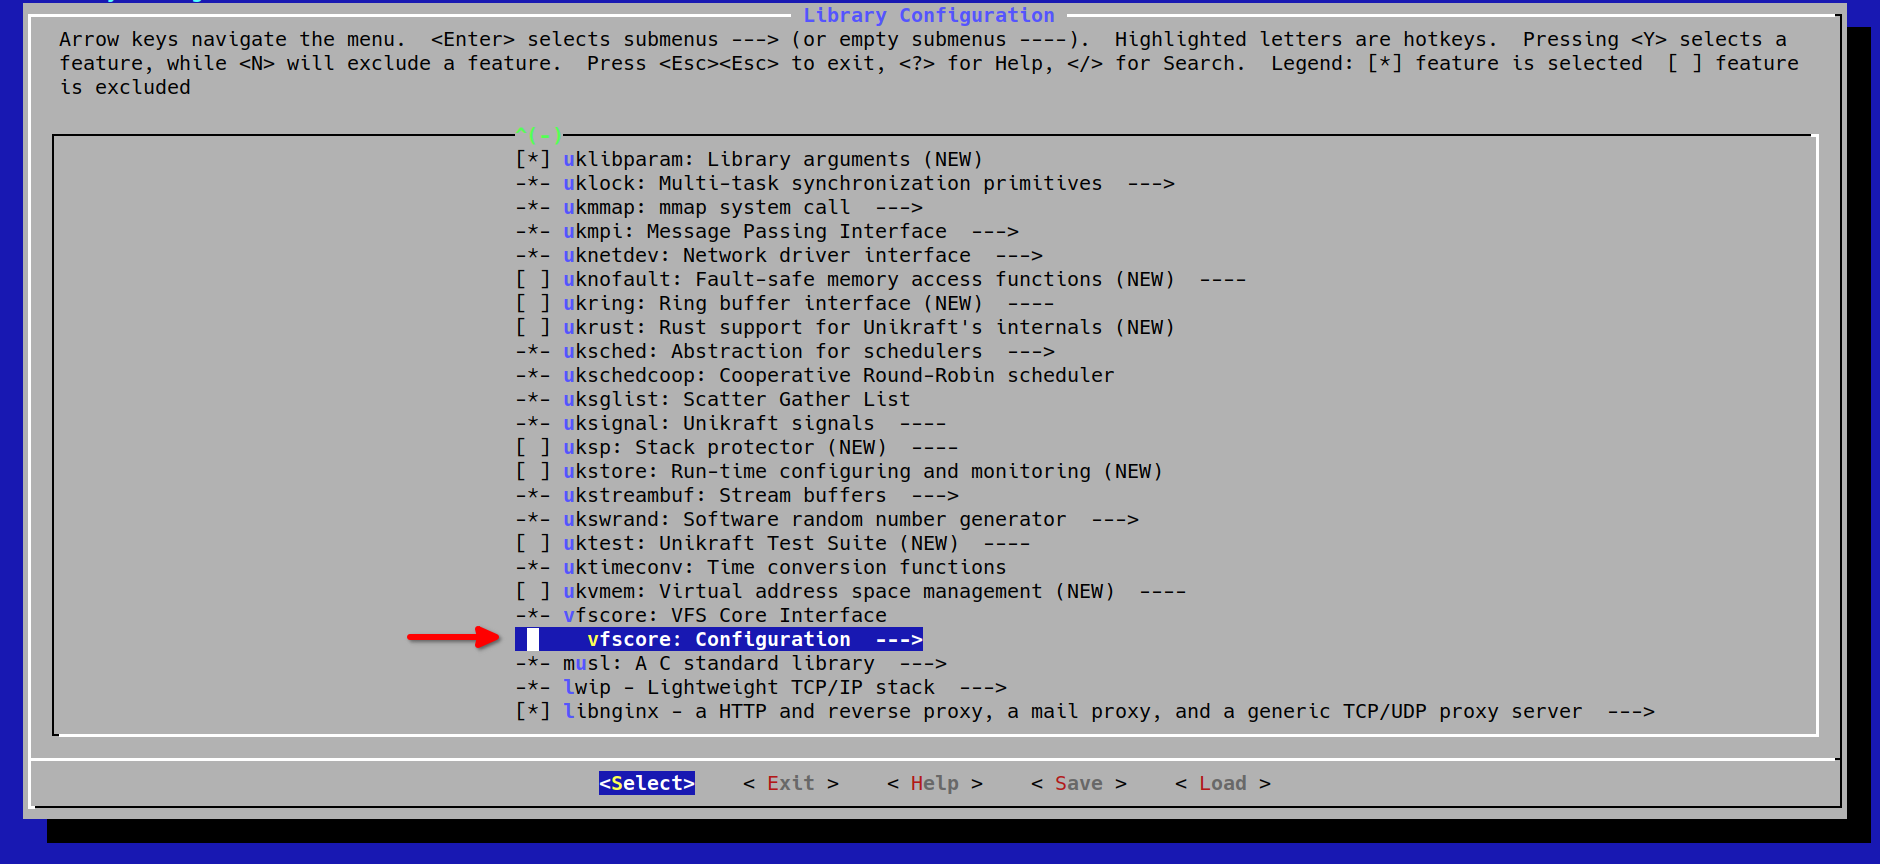 Library Configuration
Arrow keys navigate the menu.  <Enter> selects submenus ---> (or empty submenus ----).  Highlighted letters are hotkeys.  Pressing <Y> selects a
feature, while <N> will exclude a feature.  Press <Esc><Esc> to exit, <?> for Help, </> for Search.  Legend: [*] feature is selected  [ ] feature
is excluded
^(-)
[*] uklibparam: Library arguments (NEW)
-*- uklock: Multi-task synchronization primitives  --->
-*- ukmmap: mmap system call  --->
-*- ukmpi: Message Passing Interface  --->
-*- uknetdev: Network driver interface  --->
[ ] uknofault: Fault-safe memory access functions (NEW)  ----
[ ] ukring: Ring buffer interface (NEW)  ----
[ ] ukrust: Rust support for Unikraft's internals (NEW)
-*- uksched: Abstraction for schedulers  --->
-*- ukschedcoop: Cooperative Round-Robin scheduler
-*- uksglist: Scatter Gather List
-*- uksignal: Unikraft signals  ----
[ ] uksp: Stack protector (NEW)  ----
[ ] ukstore: Run-time configuring and monitoring (NEW)
-*- ukstreambuf: Stream buffers  --->
-*- ukswrand: Software random number generator  --->
[ ] uktest: Unikraft Test Suite (NEW)  ----
-*- uktimeconv: Time conversion functions
[ ] ukvmem: Virtual address space management (NEW)  ----
-*- vfscore: VFS Core Interface
vfscore: Configuration  --->
-*- musl: A C standard library  --->
-*- lwip - Lightweight TCP/IP stack  --->
[*] libnginx - a HTTP and reverse proxy, a mail proxy, and a generic TCP/UDP proxy server  --->
<Select>    < Exit >    < Help >    < Save >    < Load >